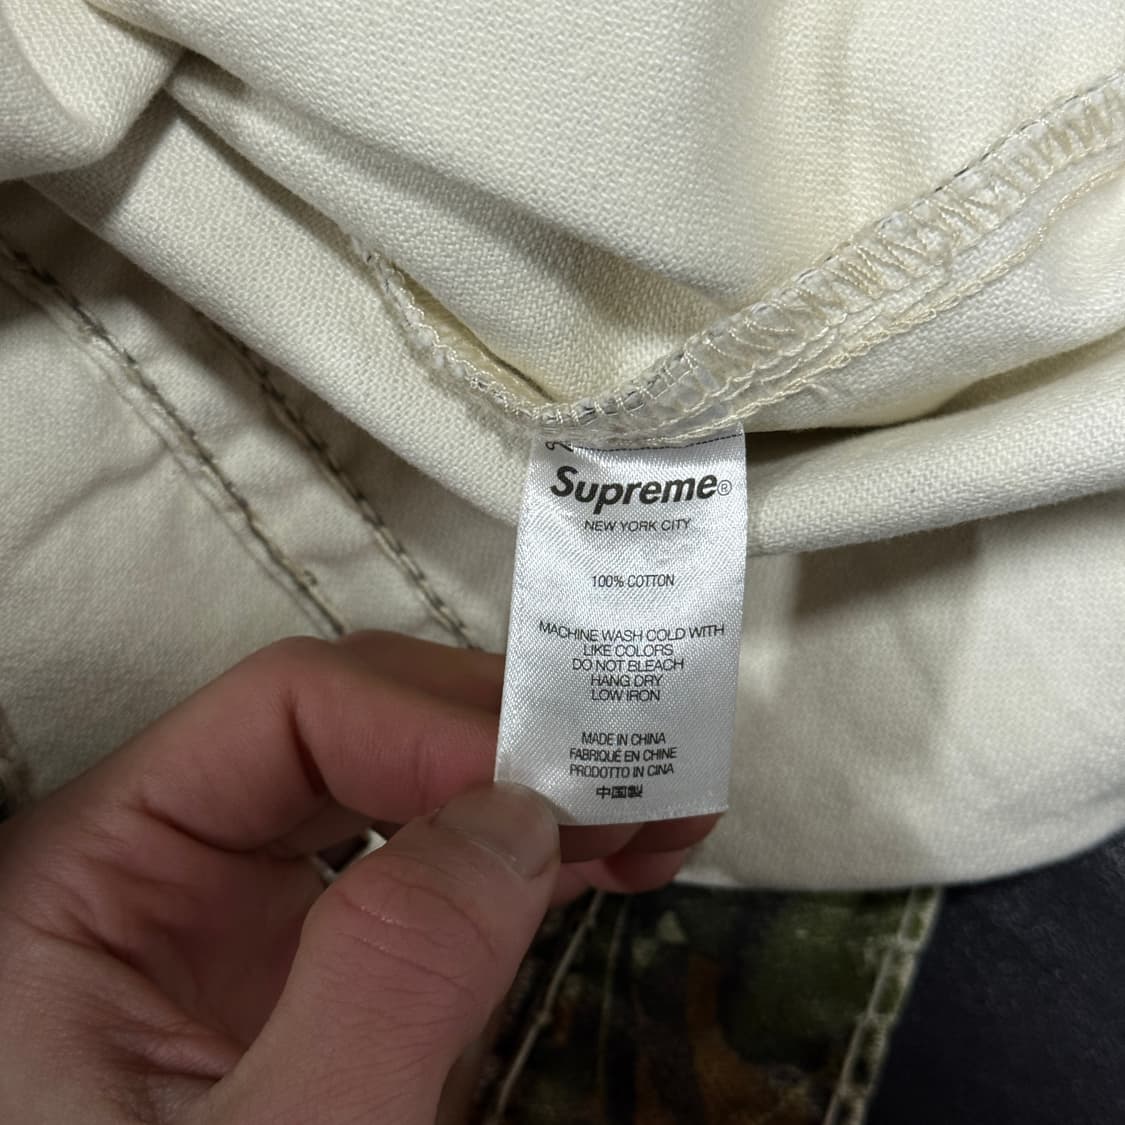 Supreme®
NEW YORK CITY
100% COTTON
MACHINE WASH COLD WITH
LIKE COLORS
DO NOT BLEACH
HANG DRY
LOW IRON
MADE IN CHINA
FABRIQUÉ EN CHINE
PRODOTTO IN CINA
中国製